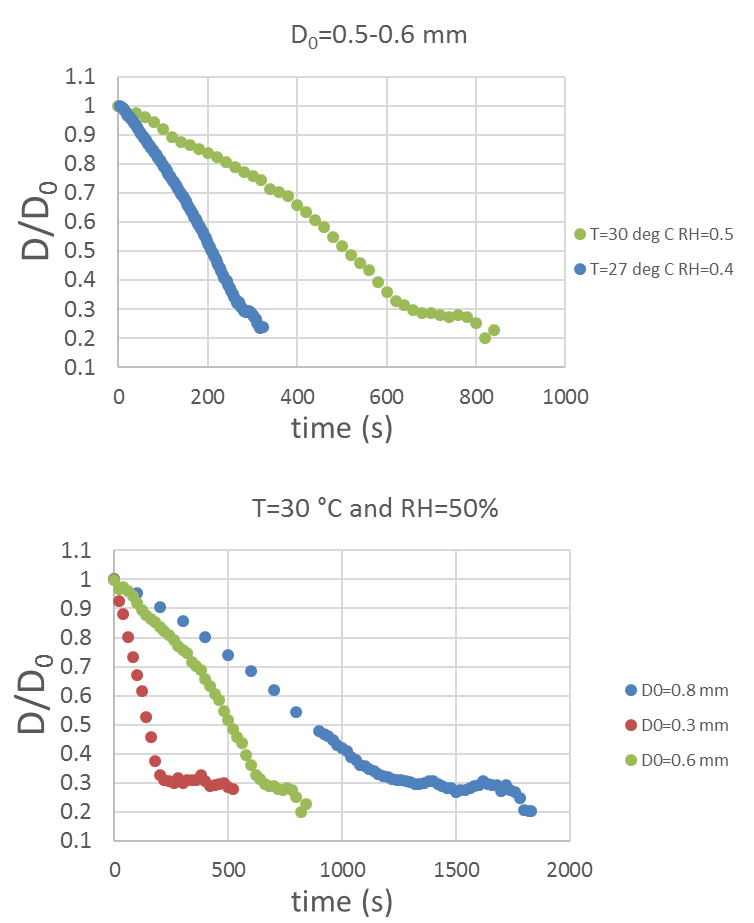 D₀=0.5-0.6 mm
1.1
1
0.9
0.8
0.7
0.6
0.5
0.4
0.3
0.2
0.1
D/D₀
0 200 400 600 800 1000
time (s)
T=30 deg C RH=0.5
T=27 deg C RH=0.4
T=30 °C and RH=50%
1.1
1
0.9
0.8
0.7
0.6
0.5
0.4
0.3
0.2
0.1
D/D₀
0 500 1000 1500 2000
time (s)
D0=0.8 mm
D0=0.3 mm
D0=0.6 mm